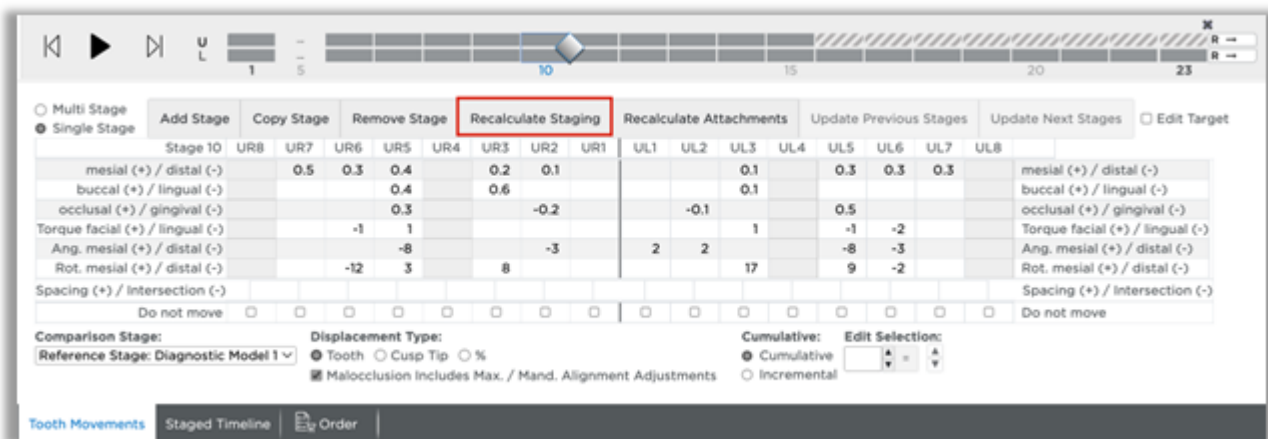 U
L
R →
R →
1 5 10 15 20 23
Multi Stage
Single Stage
Add Stage Copy Stage Remove Stage Recalculate Staging Recalculate Attachments Update Previous Stages Update Next Stages Edit Target
Stage 10 UR8 UR7 UR6 UR5 UR4 UR3 UR2 UR1 UL1 UL2 UL3 UL4 UL5 UL6 UL7 UL8
mesial (+) / distal (-) 0.5 0.3 0.4 0.2 0.1 0.1 0.3 0.3 0.3 mesial (+) / distal (-)
buccal (+) / lingual (-) 0.4 0.6 0.1 buccal (+) / lingual (-)
occlusal (+) / gingival (-) 0.3 -0.2 -0.1 0.5 occlusal (+) / gingival (-)
Torque facial (+) / lingual (-) -1 1 1 -1 -2 Torque facial (+) / lingual (-)
Ang. mesial (+) / distal (-) -8 -3 2 2 -8 -3 Ang. mesial (+) / distal (-)
Rot. mesial (+) / distal (-) -12 3 8 17 9 -2 Rot. mesial (+) / distal (-)
Spacing (+) / Intersection (-) Spacing (+) / Intersection (-)
Do not move Do not move
Comparison Stage: Displacement Type: Cumulative: Edit Selection:
Reference Stage: Diagnostic Model 1 Tooth Cusp Tip % Cumulative =
Malocclusion Includes Max. / Mand. Alignment Adjustments Incremental
Tooth Movements Staged Timeline Order